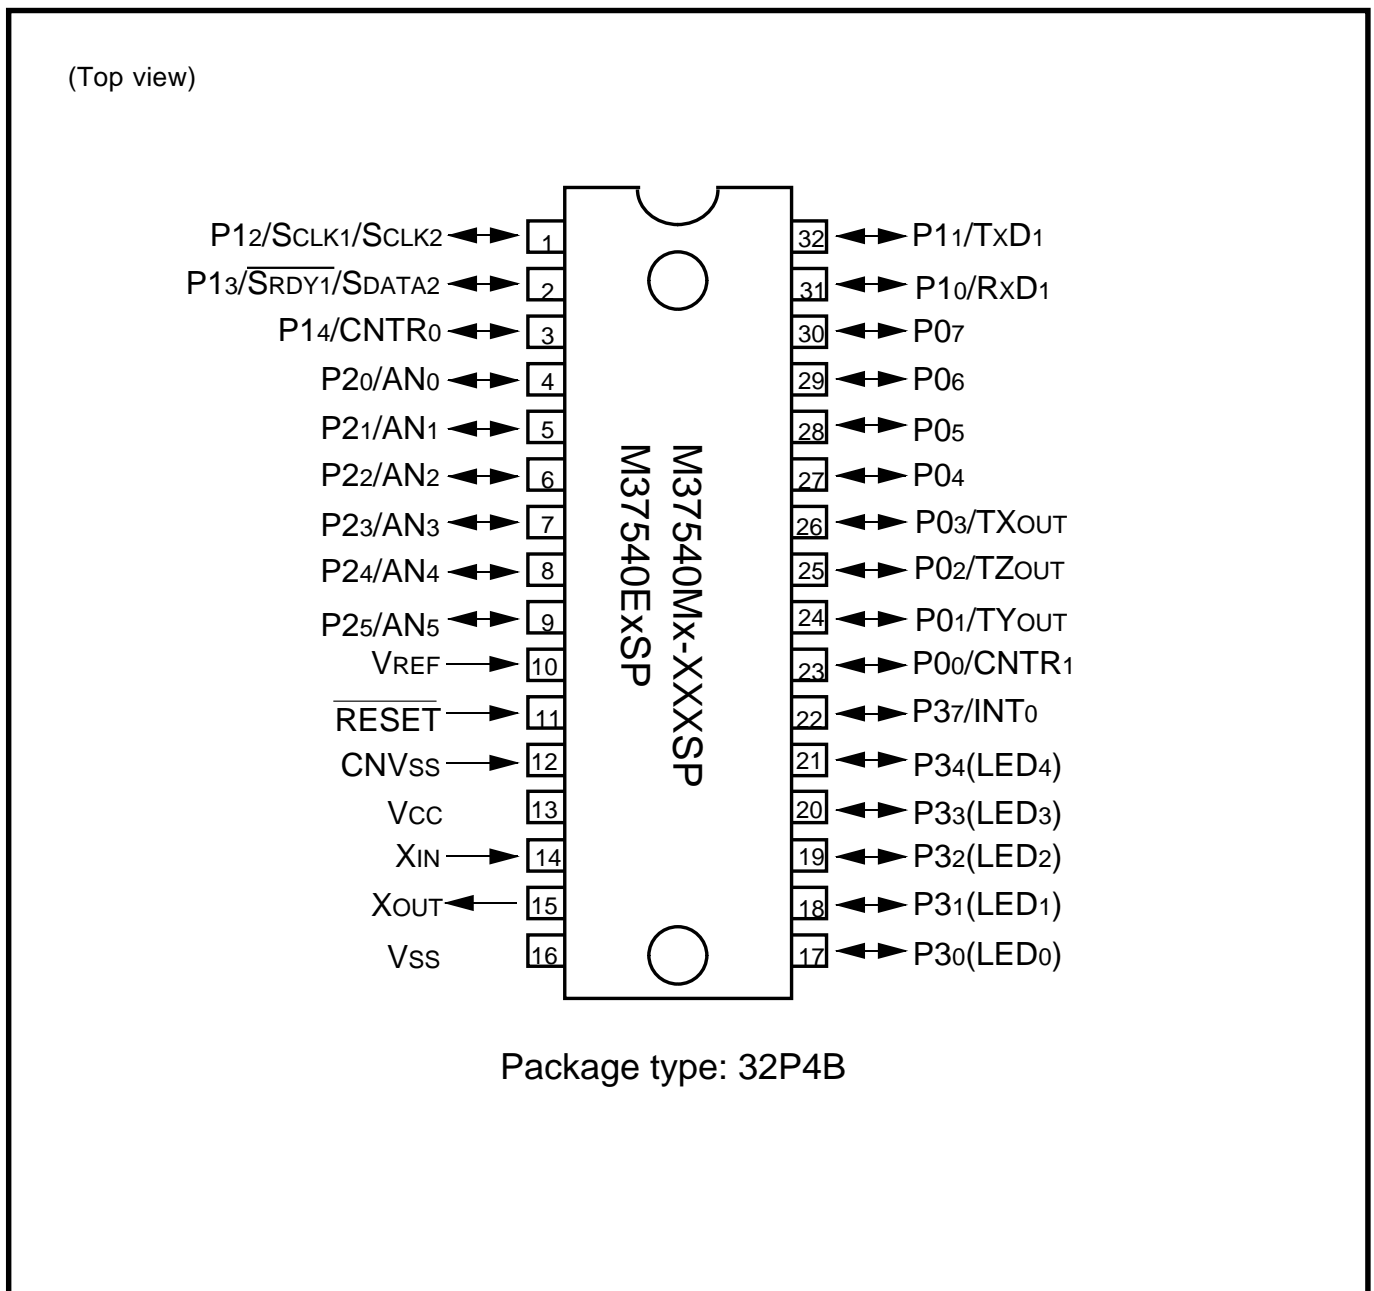 (Top view)
P12/SCLK1/SCLK2 1
P13/SRDY1/SDATA2 2
P14/CNTR0 3
P20/AN0 4
P21/AN1 5
P22/AN2 6
P23/AN3 7
P24/AN4 8
P25/AN5 9
VREF 10
RESET 11
CNVSS 12
VCC 13
XIN 14
XOUT 15
VSS 16
M37540Mx-XXXSP
M37540ExSP
32 P11/TXD1
31 P10/RXD1
30 P07
29 P06
28 P05
27 P04
26 P03/TXOUT
25 P02/TZOUT
24 P01/TYOUT
23 P00/CNTR1
22 P37/INT0
21 P34(LED4)
20 P33(LED3)
19 P32(LED2)
18 P31(LED1)
17 P30(LED0)
Package type: 32P4B